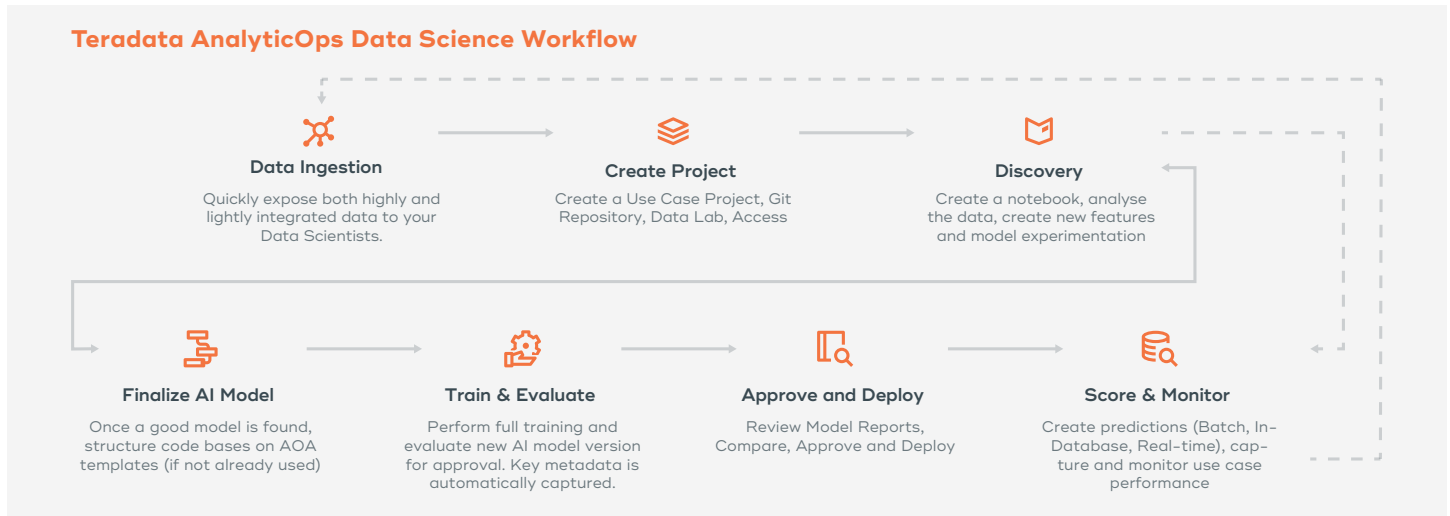 Teradata AnalyticOps Data Science Workflow
Data Ingestion
Quickly expose both highly and
lightly integrated data to your
Data Scientists.
Create Project
Create a Use Case Project, Git
Repository, Data Lab, Access
Discovery
Create a notebook, analyse
the data, create new features
and model experimentation
Finalize AI Model
Once a good model is found,
structure code bases on AOA
templates (if not already used)
Train & Evaluate
Perform full training and
evaluate new AI model version
for approval. Key metadata is
automatically captured.
Approve and Deploy
Review Model Reports,
Compare, Approve and Deploy
Score & Monitor
Create predictions (Batch, In-
Database, Real-time), cap-
ture and monitor use case
performance